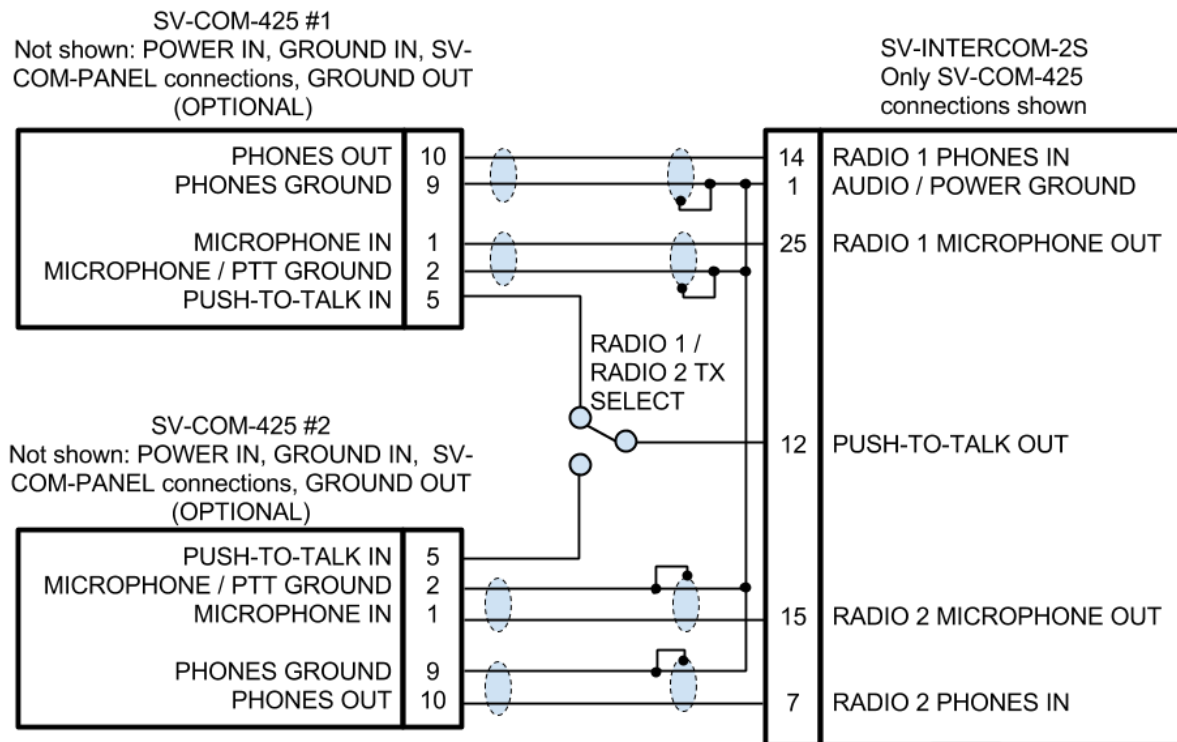 SV-COM-425 #1
Not shown: POWER IN, GROUND IN, SV-
COM-PANEL connections, GROUND OUT
(OPTIONAL)
SV-INTERCOM-2S
Only SV-COM-425
connections shown
PHONES OUT 10
PHONES GROUND 9
MICROPHONE IN 1
MICROPHONE / PTT GROUND 2
PUSH-TO-TALK IN 5
14 RADIO 1 PHONES IN
1 AUDIO / POWER GROUND
25 RADIO 1 MICROPHONE OUT
RADIO 1 /
RADIO 2 TX
SELECT
12 PUSH-TO-TALK OUT
SV-COM-425 #2
Not shown: POWER IN, GROUND IN, SV-
COM-PANEL connections, GROUND OUT
(OPTIONAL)
PUSH-TO-TALK IN 5
MICROPHONE / PTT GROUND 2
MICROPHONE IN 1
PHONES GROUND 9
PHONES OUT 10
15 RADIO 2 MICROPHONE OUT
7 RADIO 2 PHONES IN